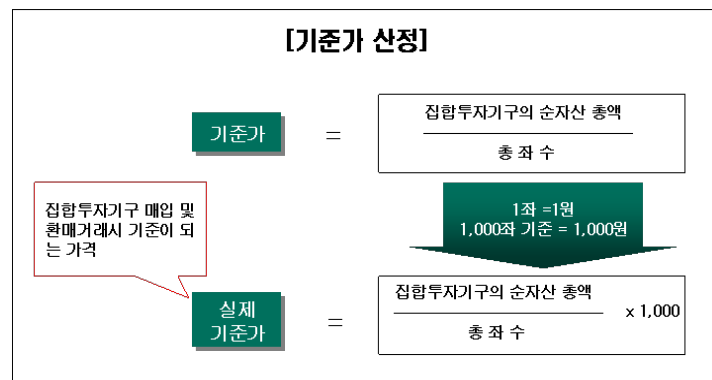 [기준가 산정]
기준가
=
집합투자기구의 순자산 총액
총 좌 수
집합투자기구 매입 및
환매거래시 기준이 되
는 가격
1좌 =1원
1,000좌 기준 = 1,000원
실제
기준가
=
집합투자기구의 순자산 총액
총 좌 수
x 1,000